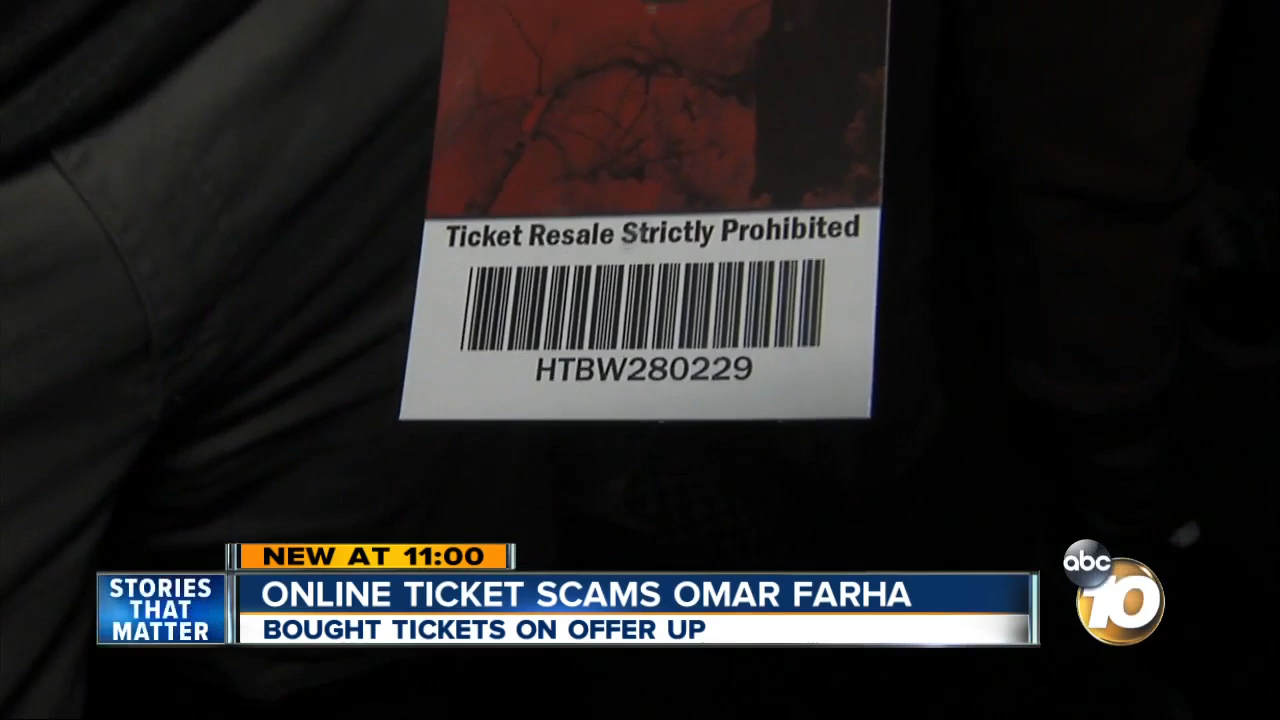 Ticket Resale Strictly Prohibited
HTBW280229
NEW AT 11:00
STORIES
THAT
MATTER
ONLINE TICKET SCAMS OMAR FARHA
BOUGHT TICKETS ON OFFER UP
abc
10